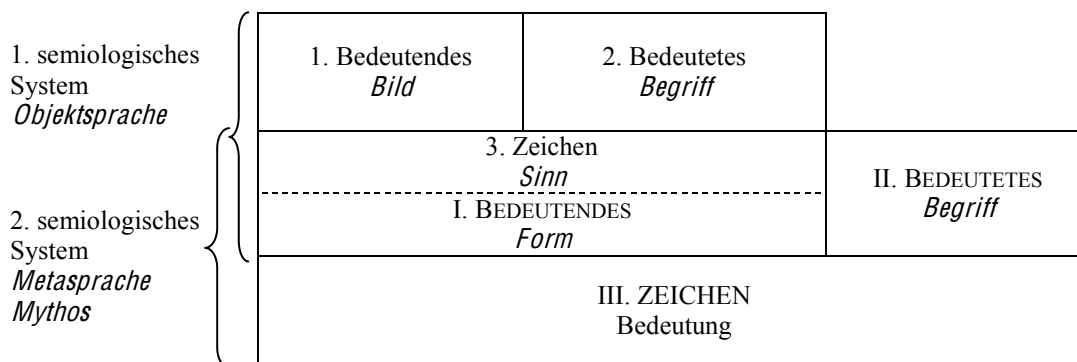 1. semiologisches
System
Objektsprache
1. Bedeutendes
Bild
2. Bedeutetes
Begriff
3. Zeichen
Sinn
I. BEDEUTENDES
Form
II. BEDEUTETES
Begriff
2. semiologisches
System
Metasprache
Mythos
III. ZEICHEN
Bedeutung